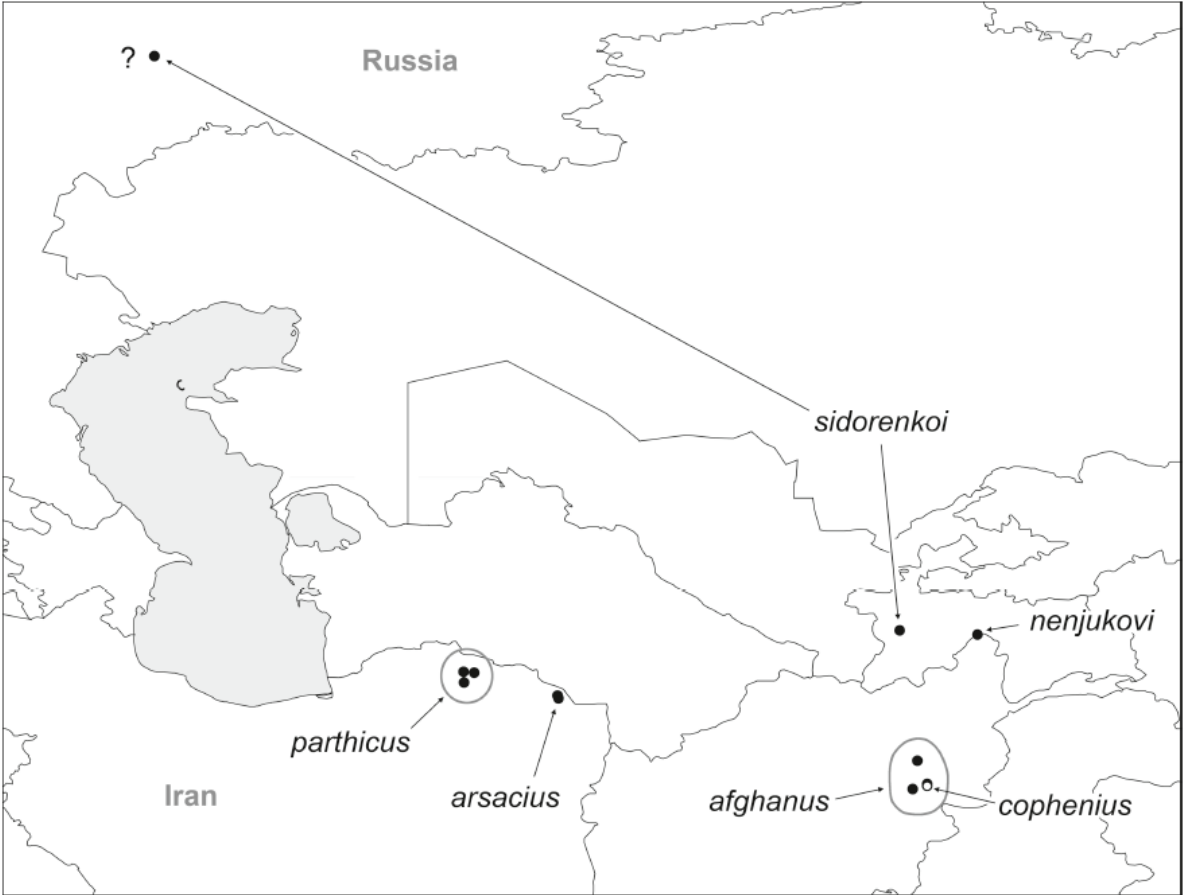 ? Russia
sidorenkoi
nenjukovi
parthicus
Iran
arsacius
afghanus
cophenius